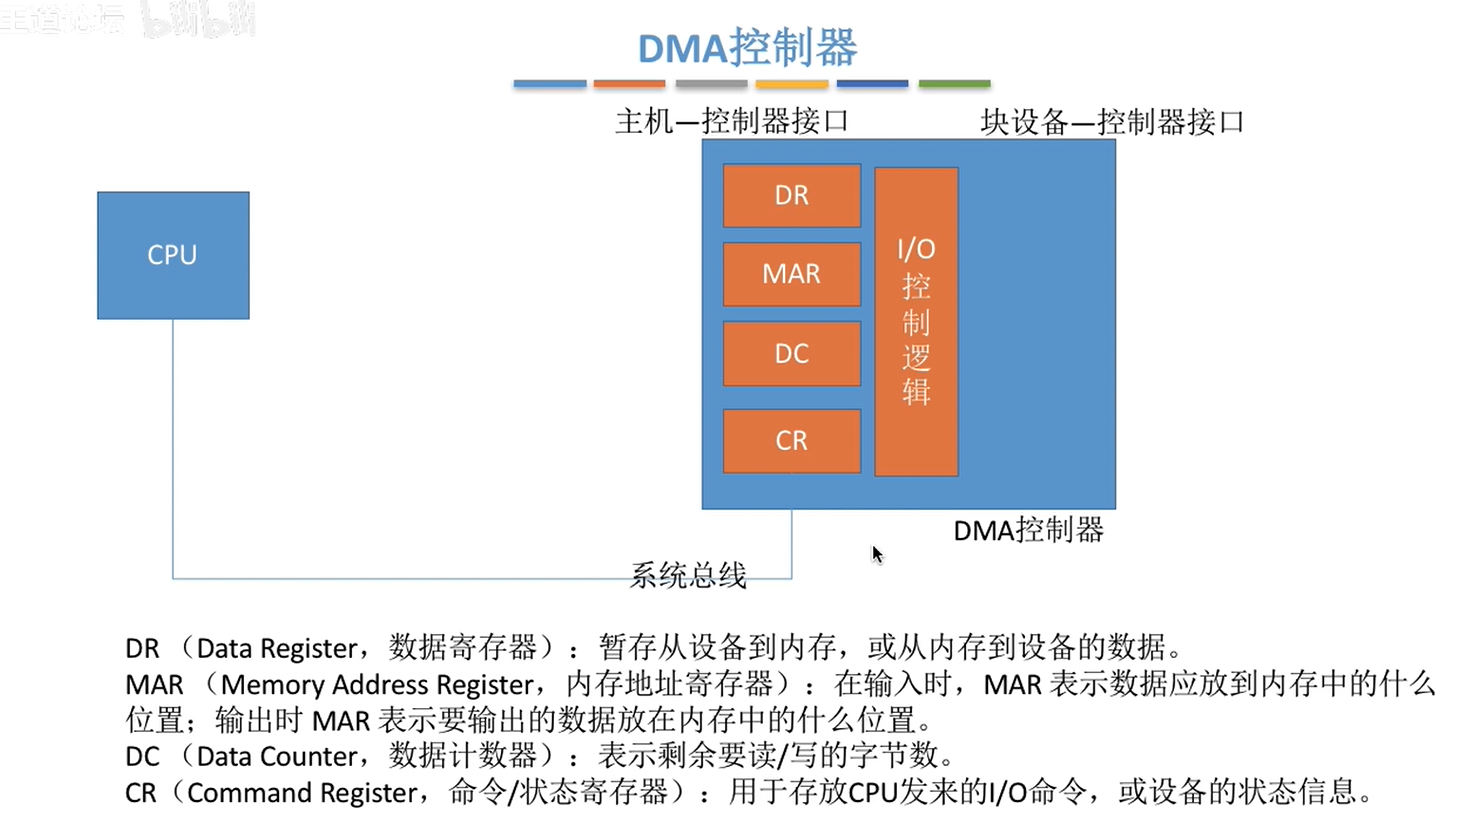 王道论坛 bilibili
DMA控制器
主机—控制器接口
块设备—控制器接口
CPU
DR
MAR
DC
CR
I/O
控
制
逻
辑
DMA控制器
系统总线
DR （Data Register，数据寄存器）：暂存从设备到内存，或从内存到设备的数据。
MAR （Memory Address Register，内存地址寄存器）：在输入时，MAR 表示数据应放到内存中的什么
位置；输出时 MAR 表示要输出的数据放在内存中的什么位置。
DC （Data Counter，数据计数器）：表示剩余要读/写的字节数。
CR（Command Register，命令/状态寄存器）：用于存放CPU发来的I/O命令，或设备的状态信息。